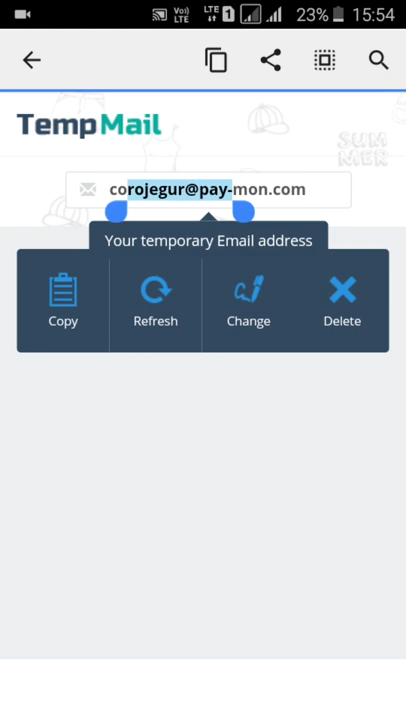 Vo)) LTE LTE 1 23% 15:54
TempMail
SUM
MER
corojegur@pay-mon.com
Your temporary Email address
Copy Refresh Change Delete